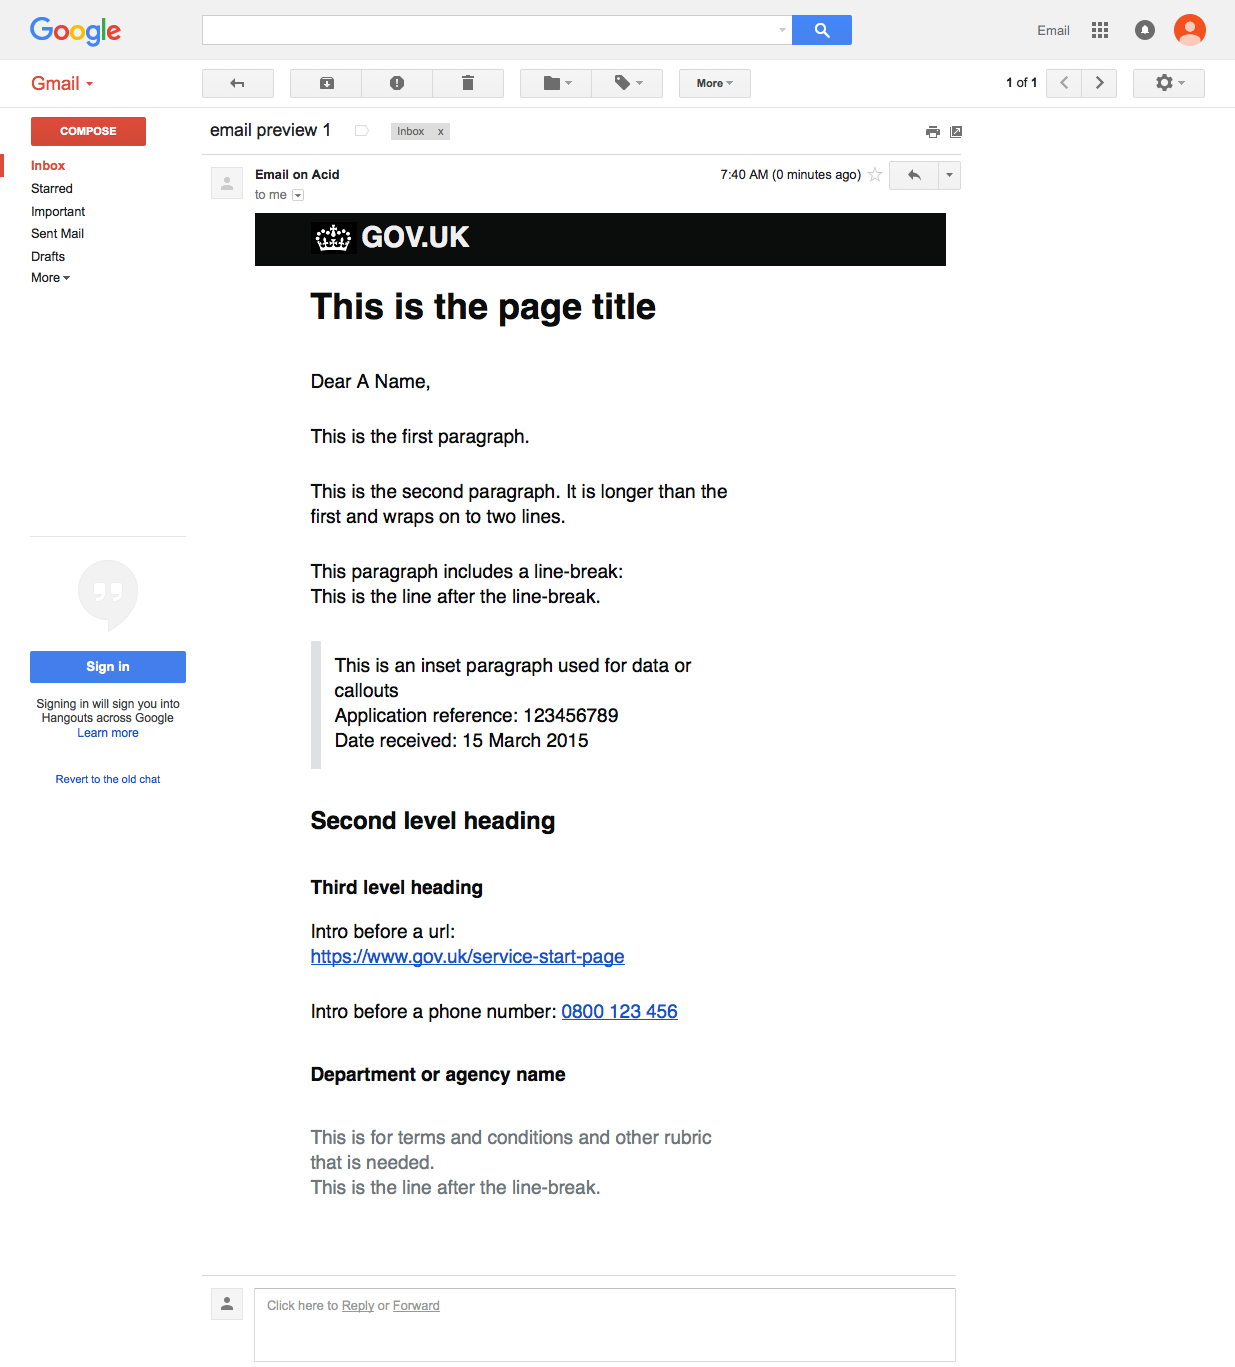 Google
Email
Gmail
More
1 of 1
COMPOSE
email preview 1
Inbox x
Inbox
Starred
Important
Sent Mail
Drafts
More
Email on Acid
7:40 AM (0 minutes ago)
to me
GOV.UK
This is the page title
Dear A Name,
This is the first paragraph.
This is the second paragraph. It is longer than the
first and wraps on to two lines.
This paragraph includes a line-break:
This is the line after the line-break.
This is an inset paragraph used for data or
callouts
Application reference: 123456789
Date received: 15 March 2015
Sign in
Signing in will sign you into
Hangouts across Google
Learn more
Revert to the old chat
Second level heading
Third level heading
Intro before a url:
https://www.gov.uk/service-start-page
Intro before a phone number: 0800 123 456
Department or agency name
This is for terms and conditions and other rubric
that is needed.
This is the line after the line-break.
Click here to Reply or Forward